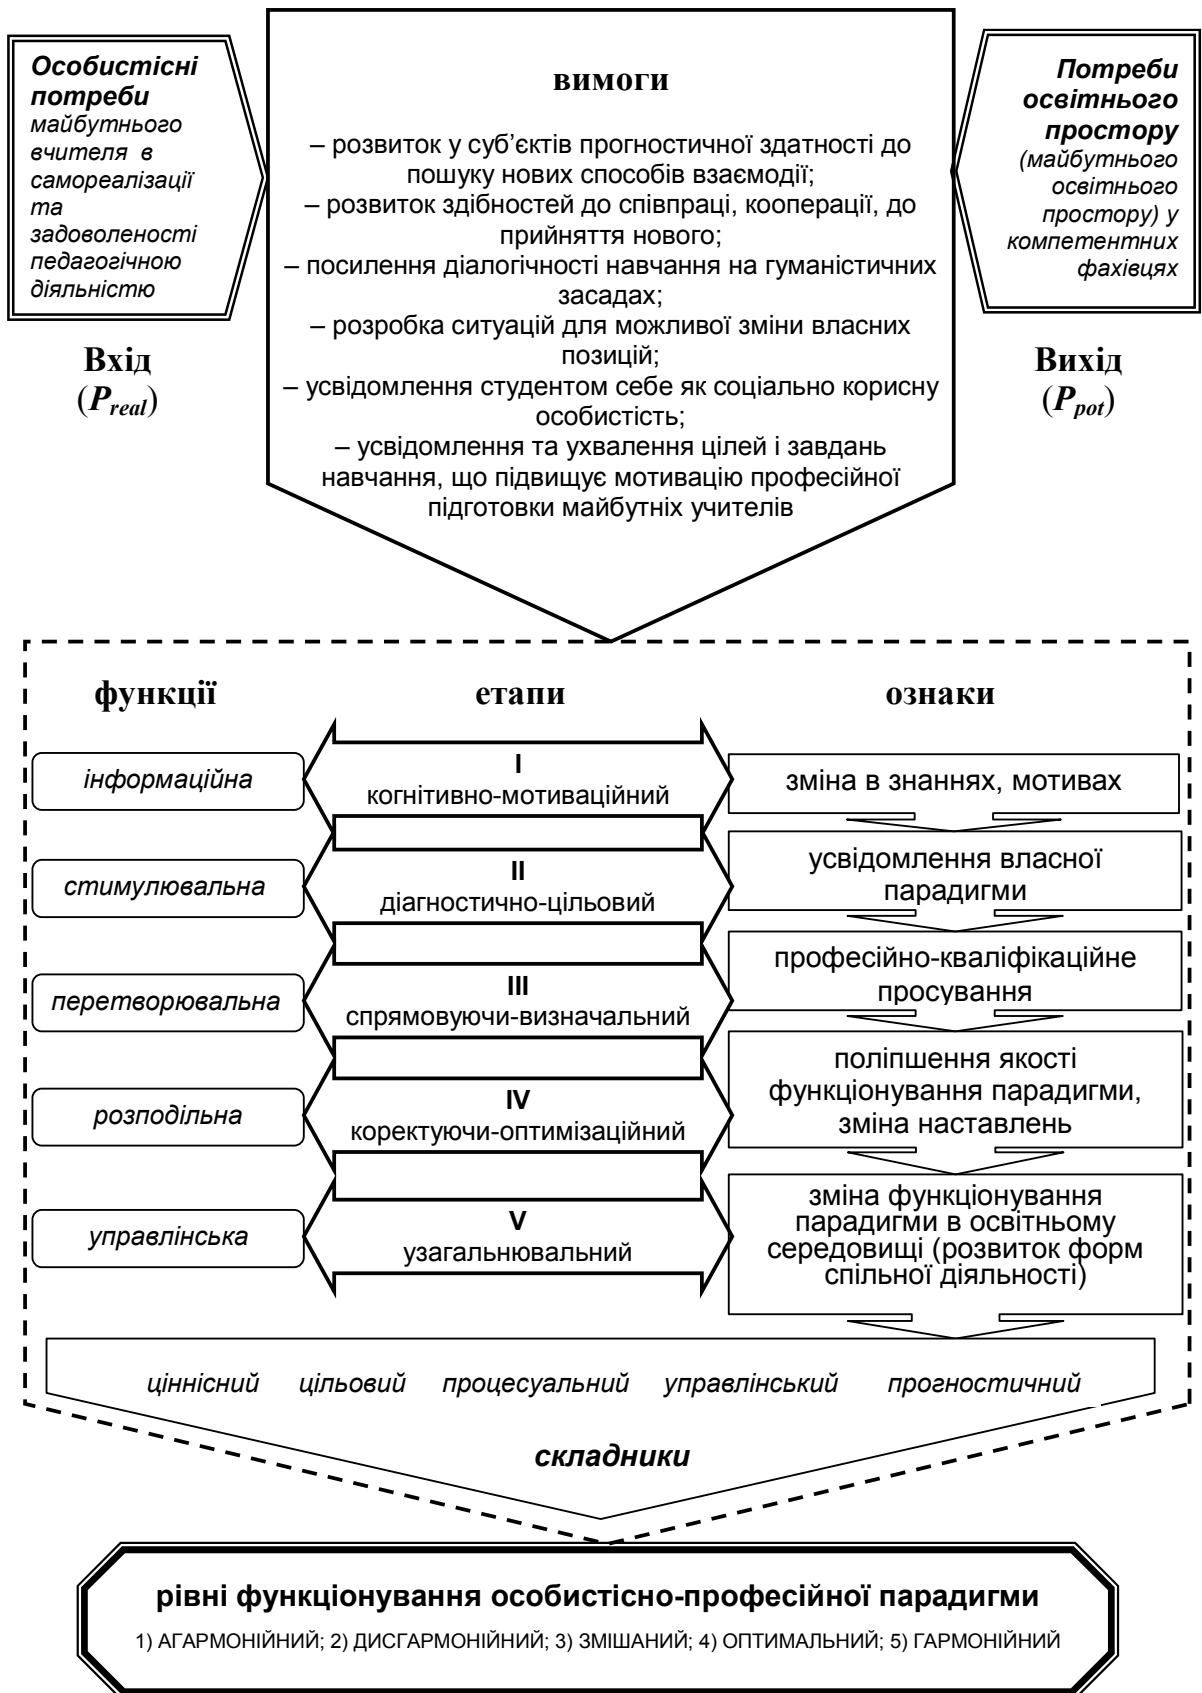 Особистісні
потреби
майбутнього
вчителя в
самореалізації
та
задоволеності
педагогічною
діяльністю
Вхід
(P_real)
вимоги
– розвиток у суб’єктів прогностичної здатності до
пошуку нових способів взаємодії;
– розвиток здібностей до співпраці, кооперації, до
прийняття нового;
– посилення діалогічності навчання на гуманістичних
засадах;
– розробка ситуацій для можливої зміни власних
позицій;
– усвідомлення студентом себе як соціально корисну
особистість;
– усвідомлення та ухвалення цілей і завдань
навчання, що підвищує мотивацію професійної
підготовки майбутніх учителів
Потреби
освітнього
простору
(майбутнього
освітнього
простору) у
компетентних
фахівцях
Вихід
(P_pot)
функції
етапи
ознаки
інформаційна
I
когнітивно-мотиваційний
зміна в знаннях, мотивах
стимулювальна
II
діагностично-цільовий
усвідомлення власної
парадигми
перетворювальна
III
спрямовуючи-визначальний
професійно-кваліфікаційне
просування
розподільна
IV
коректуючи-оптимізаційний
поліпшення якості
функціонування парадигми,
зміна наставлень
управлінська
V
узагальнювальний
зміна функціонування
парадигми в освітньому
середовищі (розвиток форм
спільної діяльності)
ціннісний цільовий процесуальний управлінський прогностичний
складники
рівні функціонування особистісно-професійної парадигми
1) АГАРМОНІЙНИЙ; 2) ДИСГАРМОНІЙНИЙ; 3) ЗМІШАНИЙ; 4) ОПТИМАЛЬНИЙ; 5) ГАРМОНІЙНИЙ